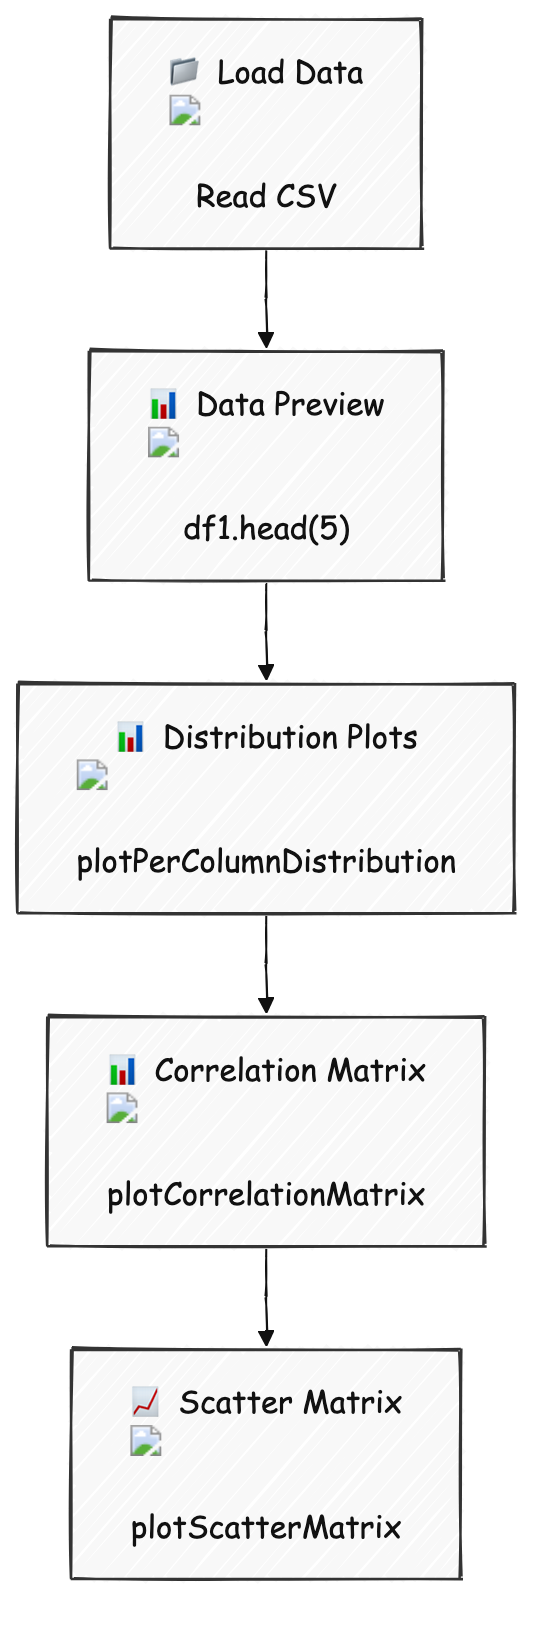 Load Data
Read CSV
Data Preview
df1.head(5)
Distribution Plots
plotPerColumnDistribution
Correlation Matrix
plotCorrelationMatrix
Scatter Matrix
plotScatterMatrix